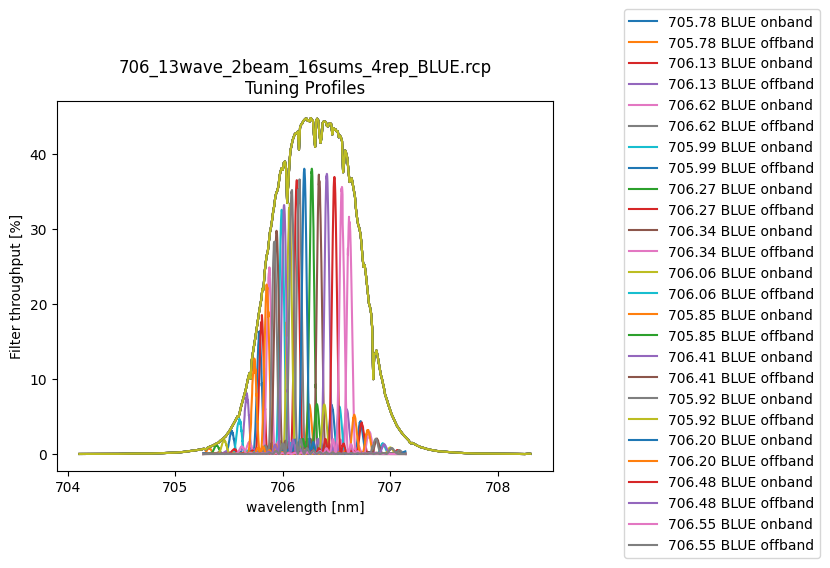 706_13wave_2beam_16sums_4rep_BLUE.rcp
Tuning Profiles
Filter throughput [%]
40
30
20
10
0
704
705
706
707
708
wavelength [nm]
705.78 BLUE onband
705.78 BLUE offband
706.13 BLUE onband
706.13 BLUE offband
706.62 BLUE onband
706.62 BLUE offband
705.99 BLUE onband
705.99 BLUE offband
706.27 BLUE onband
706.27 BLUE offband
706.34 BLUE onband
706.34 BLUE offband
706.06 BLUE onband
706.06 BLUE offband
705.85 BLUE onband
705.85 BLUE offband
706.41 BLUE onband
706.41 BLUE offband
705.92 BLUE onband
705.92 BLUE offband
706.20 BLUE onband
706.20 BLUE offband
706.48 BLUE onband
706.48 BLUE offband
706.55 BLUE onband
706.55 BLUE offband